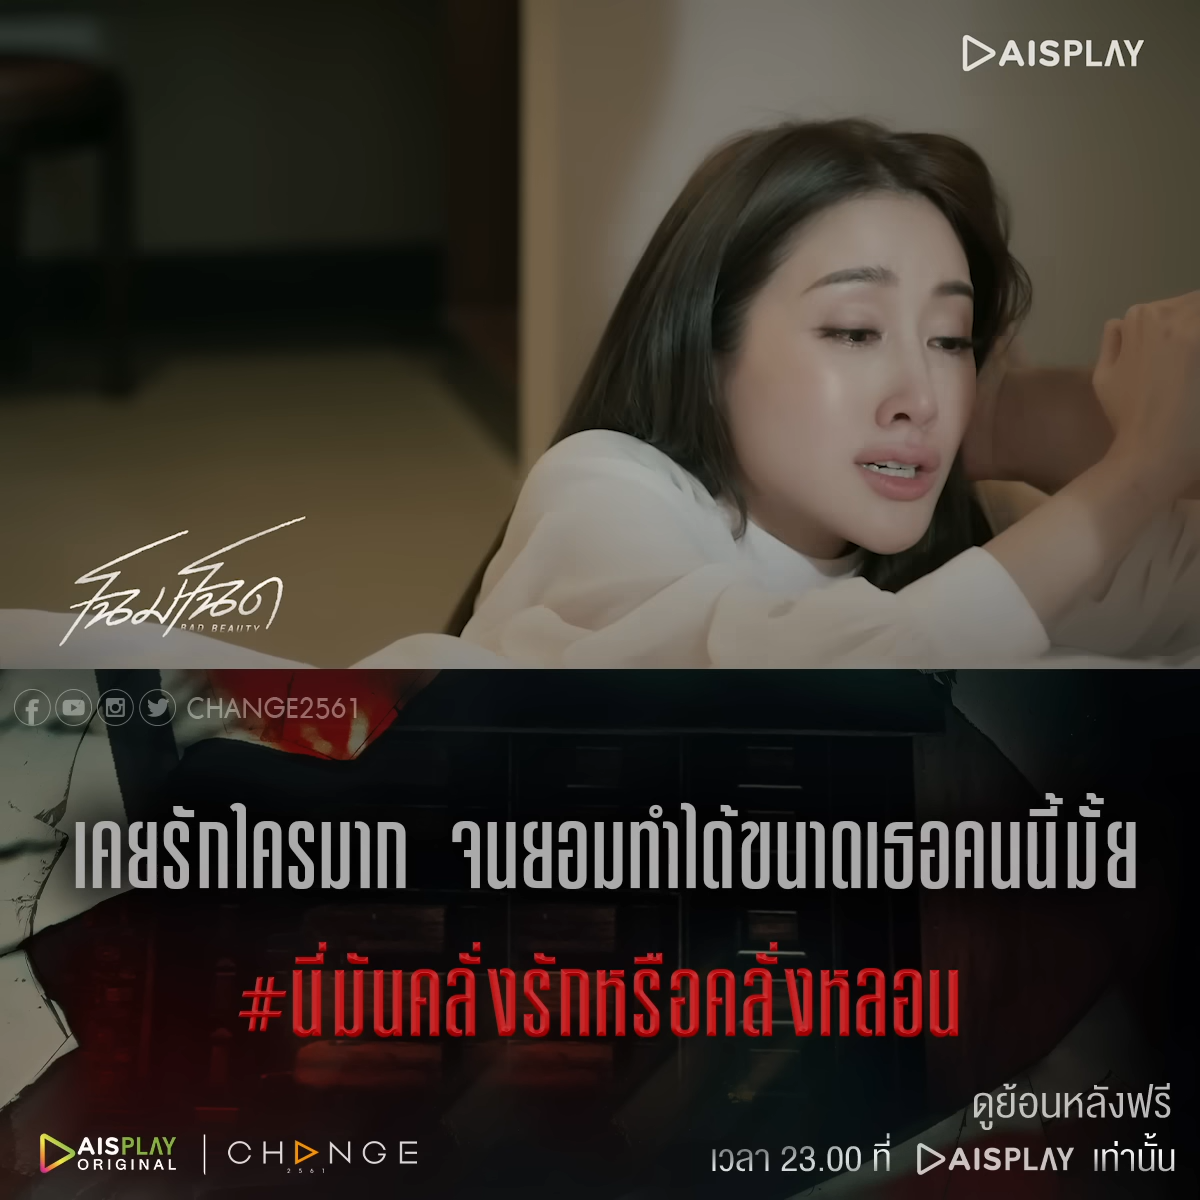 AISPLAY
โฉมโฉด
BAD BEAUTY
CHANGE2561
เคยรักใครมาก จนยอมทำได้ขนาดเธอคนนี้มั้ย
#นี่มันคลั่งรักหรือคลั่งหลอน
ดูย้อนหลังฟรี
เวลา 23.00 ที่ AISPLAY เท่านั้น
AISPLAY ORIGINAL | CHANGE 2561